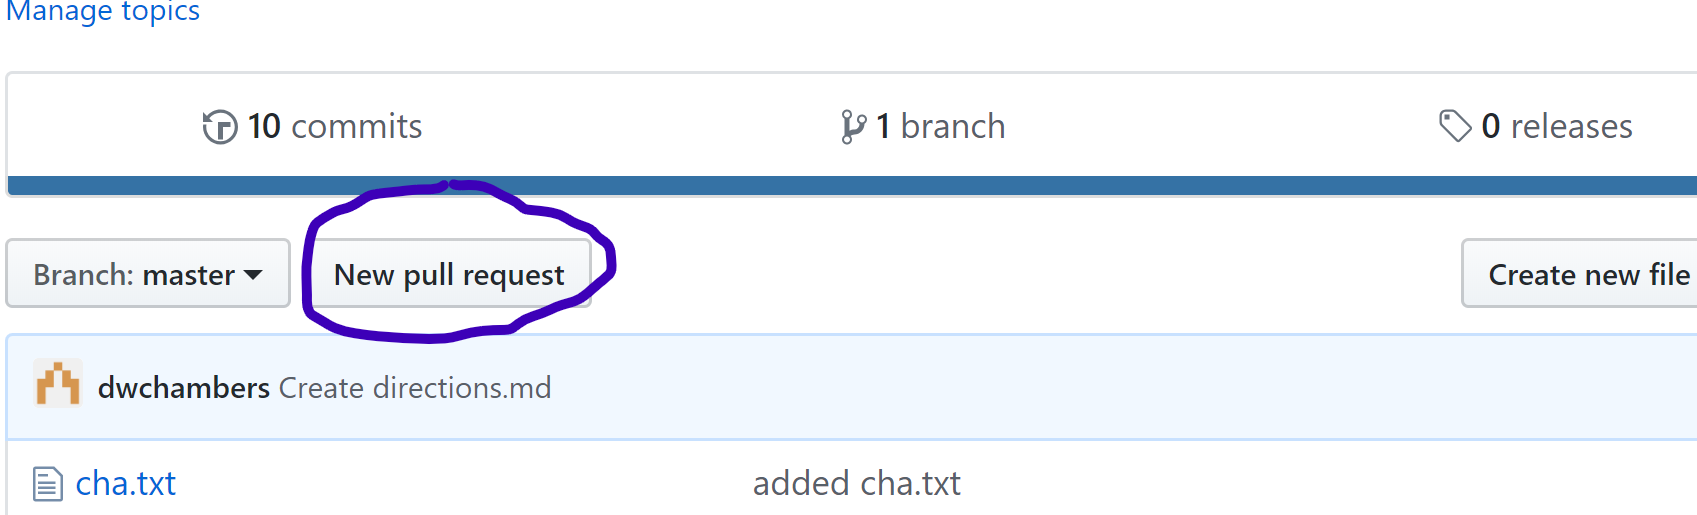 Manage topics
10 commits 1 branch 0 releases
Branch: master New pull request Create new file
dwchambers Create directions.md
cha.txt added cha.txt